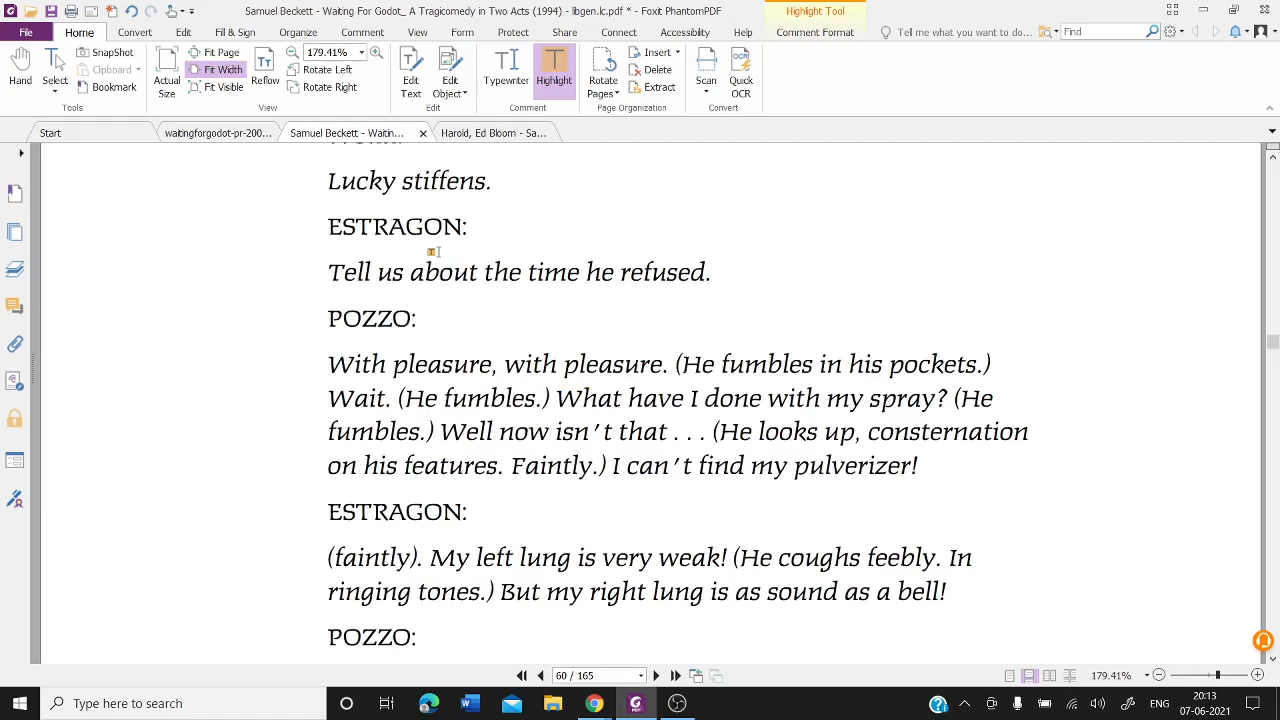 Samuel Beckett - Waiting For Godot_ A Tragicomedy in Two Acts (1994) - libgen.lc.pdf * - Foxit PhantomPDF
Highlight Tool
File Home Convert Edit Fill & Sign Organize Comment View Form Protect Share Connect Accessibility Help Comment Format Tell me what you want to do... Find
SnapShot Fit Page 179.41% Insert
Clipboard Fit Width Rotate Left Delete
Bookmark Fit Visible Rotate Right Extract
Hand Select Actual Size Reflow Edit Text Edit Object Typewriter Highlight Rotate Pages Scan Quick OCR
Tools View Edit Comment Page Organization Convert
Start waitingforgodot-pr-200... Samuel Beckett - Waitin... Harold, Ed Bloom - Sa...
Lucky stiffens.
ESTRAGON:
Tell us about the time he refused.
POZZO:
With pleasure, with pleasure. (He fumbles in his pockets.)
Wait. (He fumbles.) What have I done with my spray? (He
fumbles.) Well now isn't that . . . (He looks up, consternation
on his features. Faintly.) I can't find my pulverizer!
ESTRAGON:
(faintly). My left lung is very weak! (He coughs feebly. In
ringing tones.) But my right lung is as sound as a bell!
POZZO:
60 / 165 179.41%
Type here to search
ENG 20:13
07-06-2021